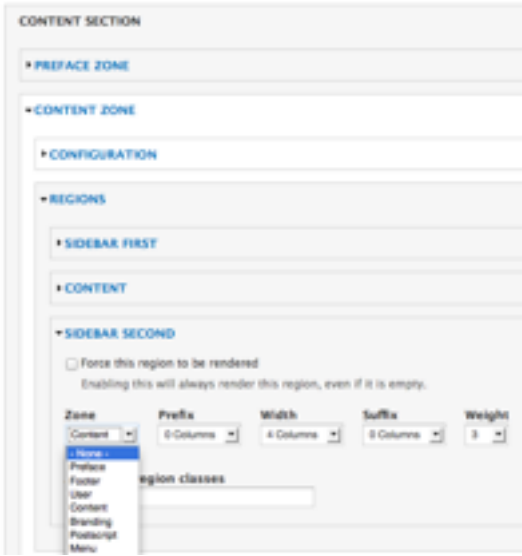 CONTENT SECTION
PREFACE ZONE
CONTENT ZONE
CONFIGURATION
REGIONS
SIDEBAR FIRST
CONTENT
SIDEBAR SECOND
Force this region to be rendered
Enabling this will always render this region, even if it is empty.
Zone Prefix Width Suffix Weight
Content 0 Columns 4 Columns 0 Columns 3
- None -
Preface
Footer egion classes
User
Content
Branding
Postscript
Menu